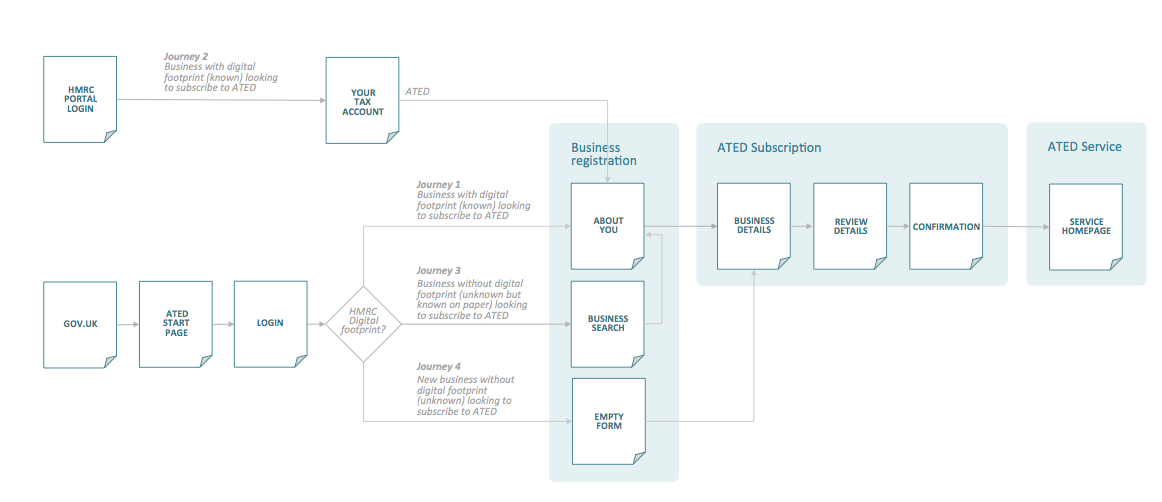 Journey 2
Business with digital
footprint (known) looking
to subscribe to ATED
HMRC
PORTAL
LOGIN
YOUR
TAX
ACCOUNT
ATED
Business
registration
ATED Subscription
ATED Service
Journey 1
Business with digital
footprint (known) looking
to subscribe to ATED
ABOUT
YOU
BUSINESS
DETAILS
REVIEW
DETAILS
CONFIRMATION
SERVICE
HOMEPAGE
Journey 3
Business without digital
footprint (unknown but
known on paper) looking
to subscribe to ATED
GOV.UK
ATED
START
PAGE
LOGIN
HMRC
Digital
footprint?
BUSINESS
SEARCH
Journey 4
New business without
digital footprint
(unknown) looking to
subscribe to ATED
EMPTY
FORM